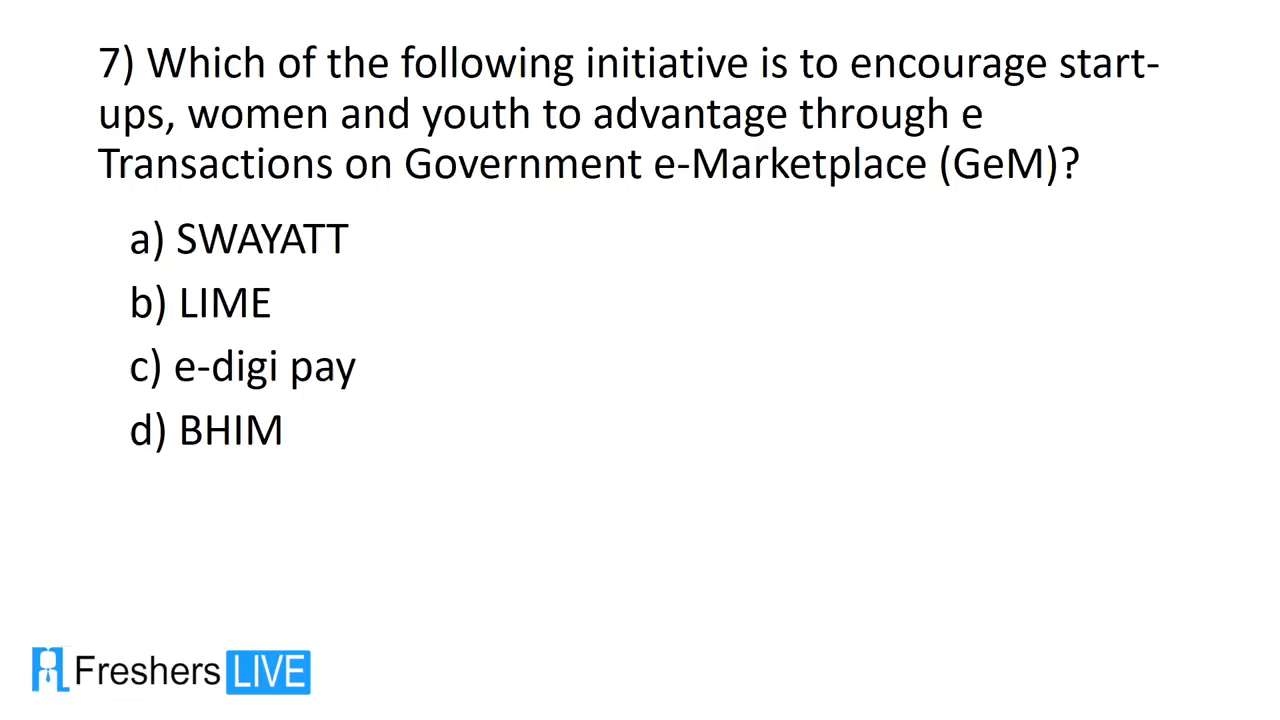 7) Which of the following initiative is to encourage start-
ups, women and youth to advantage through e
Transactions on Government e-Marketplace (GeM)?
a) SWAYATT
b) LIME
c) e-digi pay
d) BHIM
Freshers LIVE